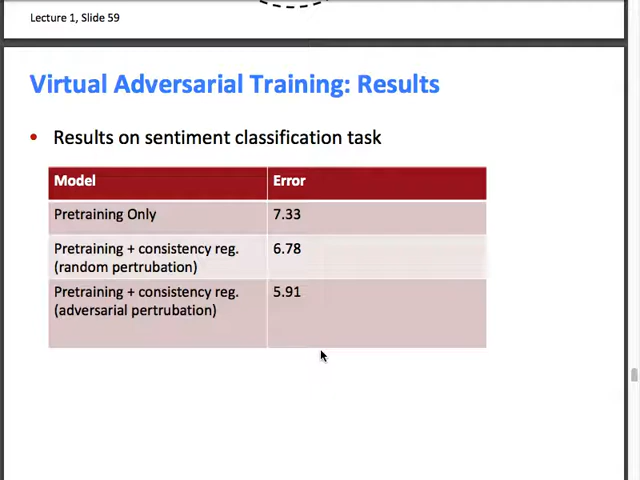 Lecture 1, Slide 59
Virtual Adversarial Training: Results
• Results on sentiment classification task
Model Error
Pretraining Only 7.33
Pretraining + consistency reg. 6.78
(random pertrubation)
Pretraining + consistency reg. 5.91
(adversarial pertrubation)